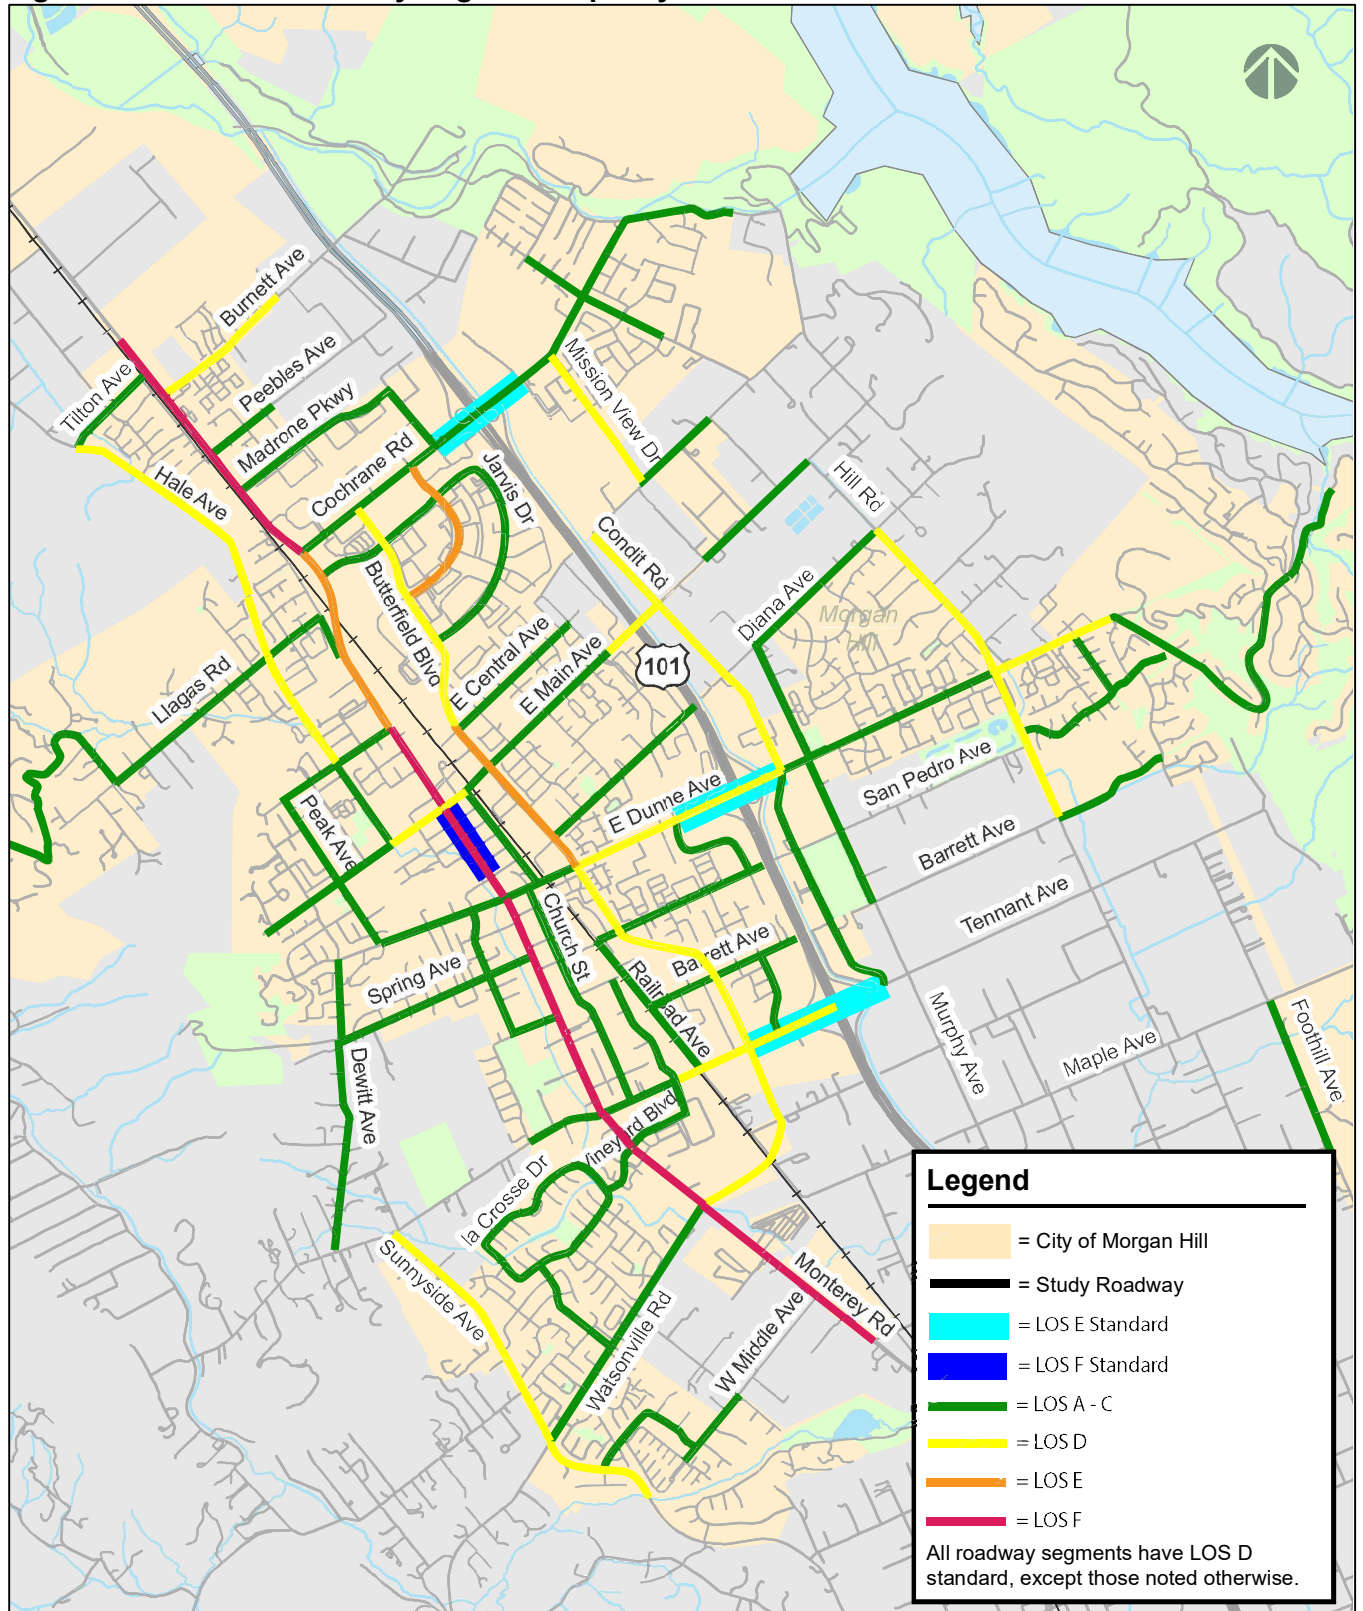 Burnett Ave
Peebles Ave
Tilton Ave
Madrone Pkwy
Mission View Dr
Cochrane Rd
Jarvis Dr
Hale Ave
Hill Rd
Condit Rd
Butterfield Blvd
Diana Ave
Morgan
Hill
E Central Ave
E Main Ave
101
Llagas Rd
San Pedro Ave
E Dunne Ave
Peak Ave
Barrett Ave
Tennant Ave
Church St
Barrett Ave
Spring Ave
Railroad Ave
Murphy Ave
Foothill Ave
Maple Ave
Dewitt Ave
Vineyard Blvd
la Crosse Dr
Sunnyside Ave
Monterey Rd
Watsonville Rd
W Middle Ave
Legend
= City of Morgan Hill
= Study Roadway
= LOS E Standard
= LOS F Standard
= LOS A - C
= LOS D
= LOS E
= LOS F
All roadway segments have LOS D
standard, except those noted otherwise.